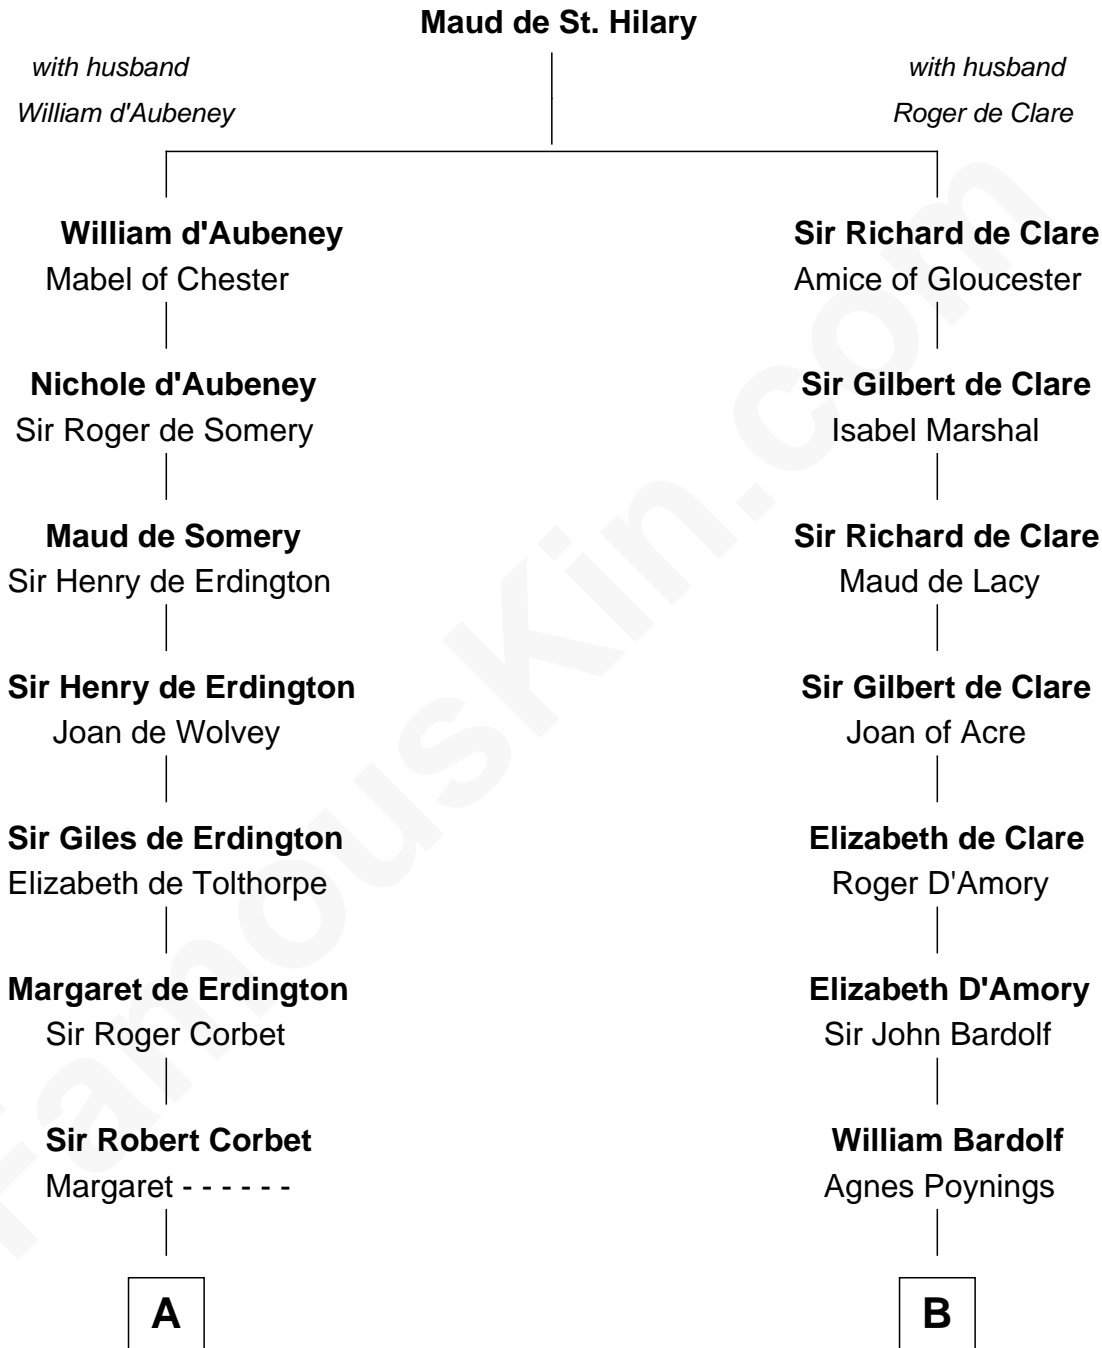 Maud de St. Hilary
with husband
William d'Aubeney
with husband
Roger de Clare
William d'Aubeney
Mabel of Chester
Sir Richard de Clare
Amice of Gloucester
Nichole d'Aubeney
Sir Roger de Somery
Sir Gilbert de Clare
Isabel Marshal
Maud de Somery
Sir Henry de Erdington
Sir Richard de Clare
Maud de Lacy
Sir Henry de Erdington
Joan de Wolvey
Sir Gilbert de Clare
Joan of Acre
Sir Giles de Erdington
Elizabeth de Tolthorpe
Elizabeth de Clare
Roger D'Amory
Margaret de Erdington
Sir Roger Corbet
Elizabeth D'Amory
Sir John Bardolf
Sir Robert Corbet
Margaret - - - - - -
William Bardolf
Agnes Poynings
A
B
FamousKin.com